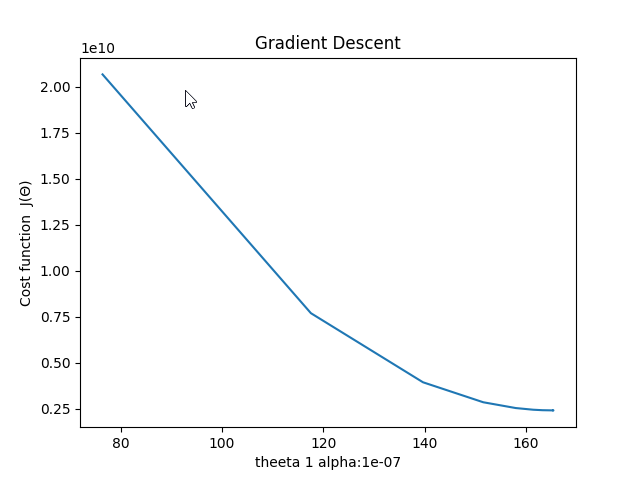 Gradient Descent
1e10
2.00
1.75
1.50
1.25
1.00
0.75
0.50
0.25
Cost function J(Θ)
80 100 120 140 160
theeta 1 alpha:1e-07